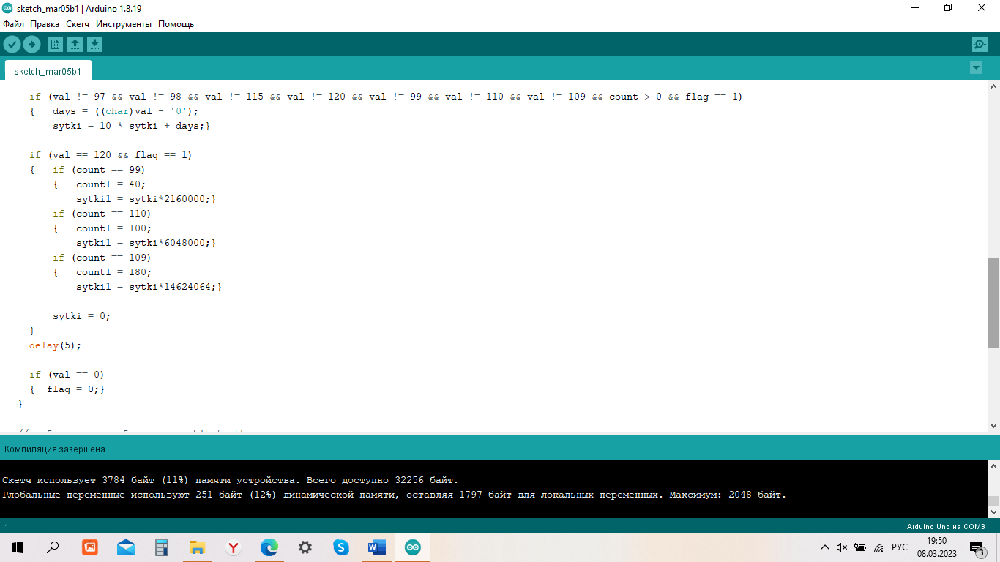 sketch_mar05b1 | Arduino 1.8.19
Файл Правка Скетч Инструменты Помощь
sketch_mar05b1
if (val != 97 && val != 98 && val != 115 && val != 120 && val != 99 && val != 110 && val != 109 && count > 0 && flag == 1)
{   days = ((char)val - '0');
sytki = 10 * sytki + days;}
if (val == 120 && flag == 1)
{   if (count == 99)
{   count1 = 40;
sytki1 = sytki*2160000;}
if (count == 110)
{   count1 = 100;
sytki1 = sytki*6048000;}
if (count == 109)
{   count1 = 180;
sytki1 = sytki*14624064;}
sytki = 0;
}
delay(5);
if (val == 0)
{  flag = 0;}
}
Компиляция завершена
Скетч использует 3784 байт (11%) памяти устройства. Всего доступно 32256 байт.
Глобальные переменные используют 251 байт (12%) динамической памяти, оставляя 1797 байт для локальных переменных. Максимум: 2048 байт.
1
Arduino Uno на COM3
РУС
19:50
08.03.2023
3